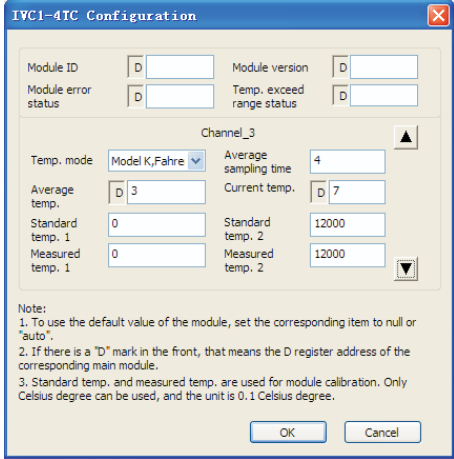 IVC1-4TC Configuration
Module ID D Module version D
Module error status D Temp. exceed range status D
Channel_3
Temp. mode Model K,Fahre Average sampling time 4
Average temp. D 3 Current temp. D 7
Standard temp. 1 0 Standard temp. 2 12000
Measured temp. 1 0 Measured temp. 2 12000
Note:
1. To use the default value of the module, set the corresponding item to null or
"auto".
2. If there is a "D" mark in the front, that means the D register address of the
corresponding main module.
3. Standard temp. and measured temp. are used for module calibration. Only
Celsius degree can be used, and the unit is 0.1 Celsius degree.
OK Cancel